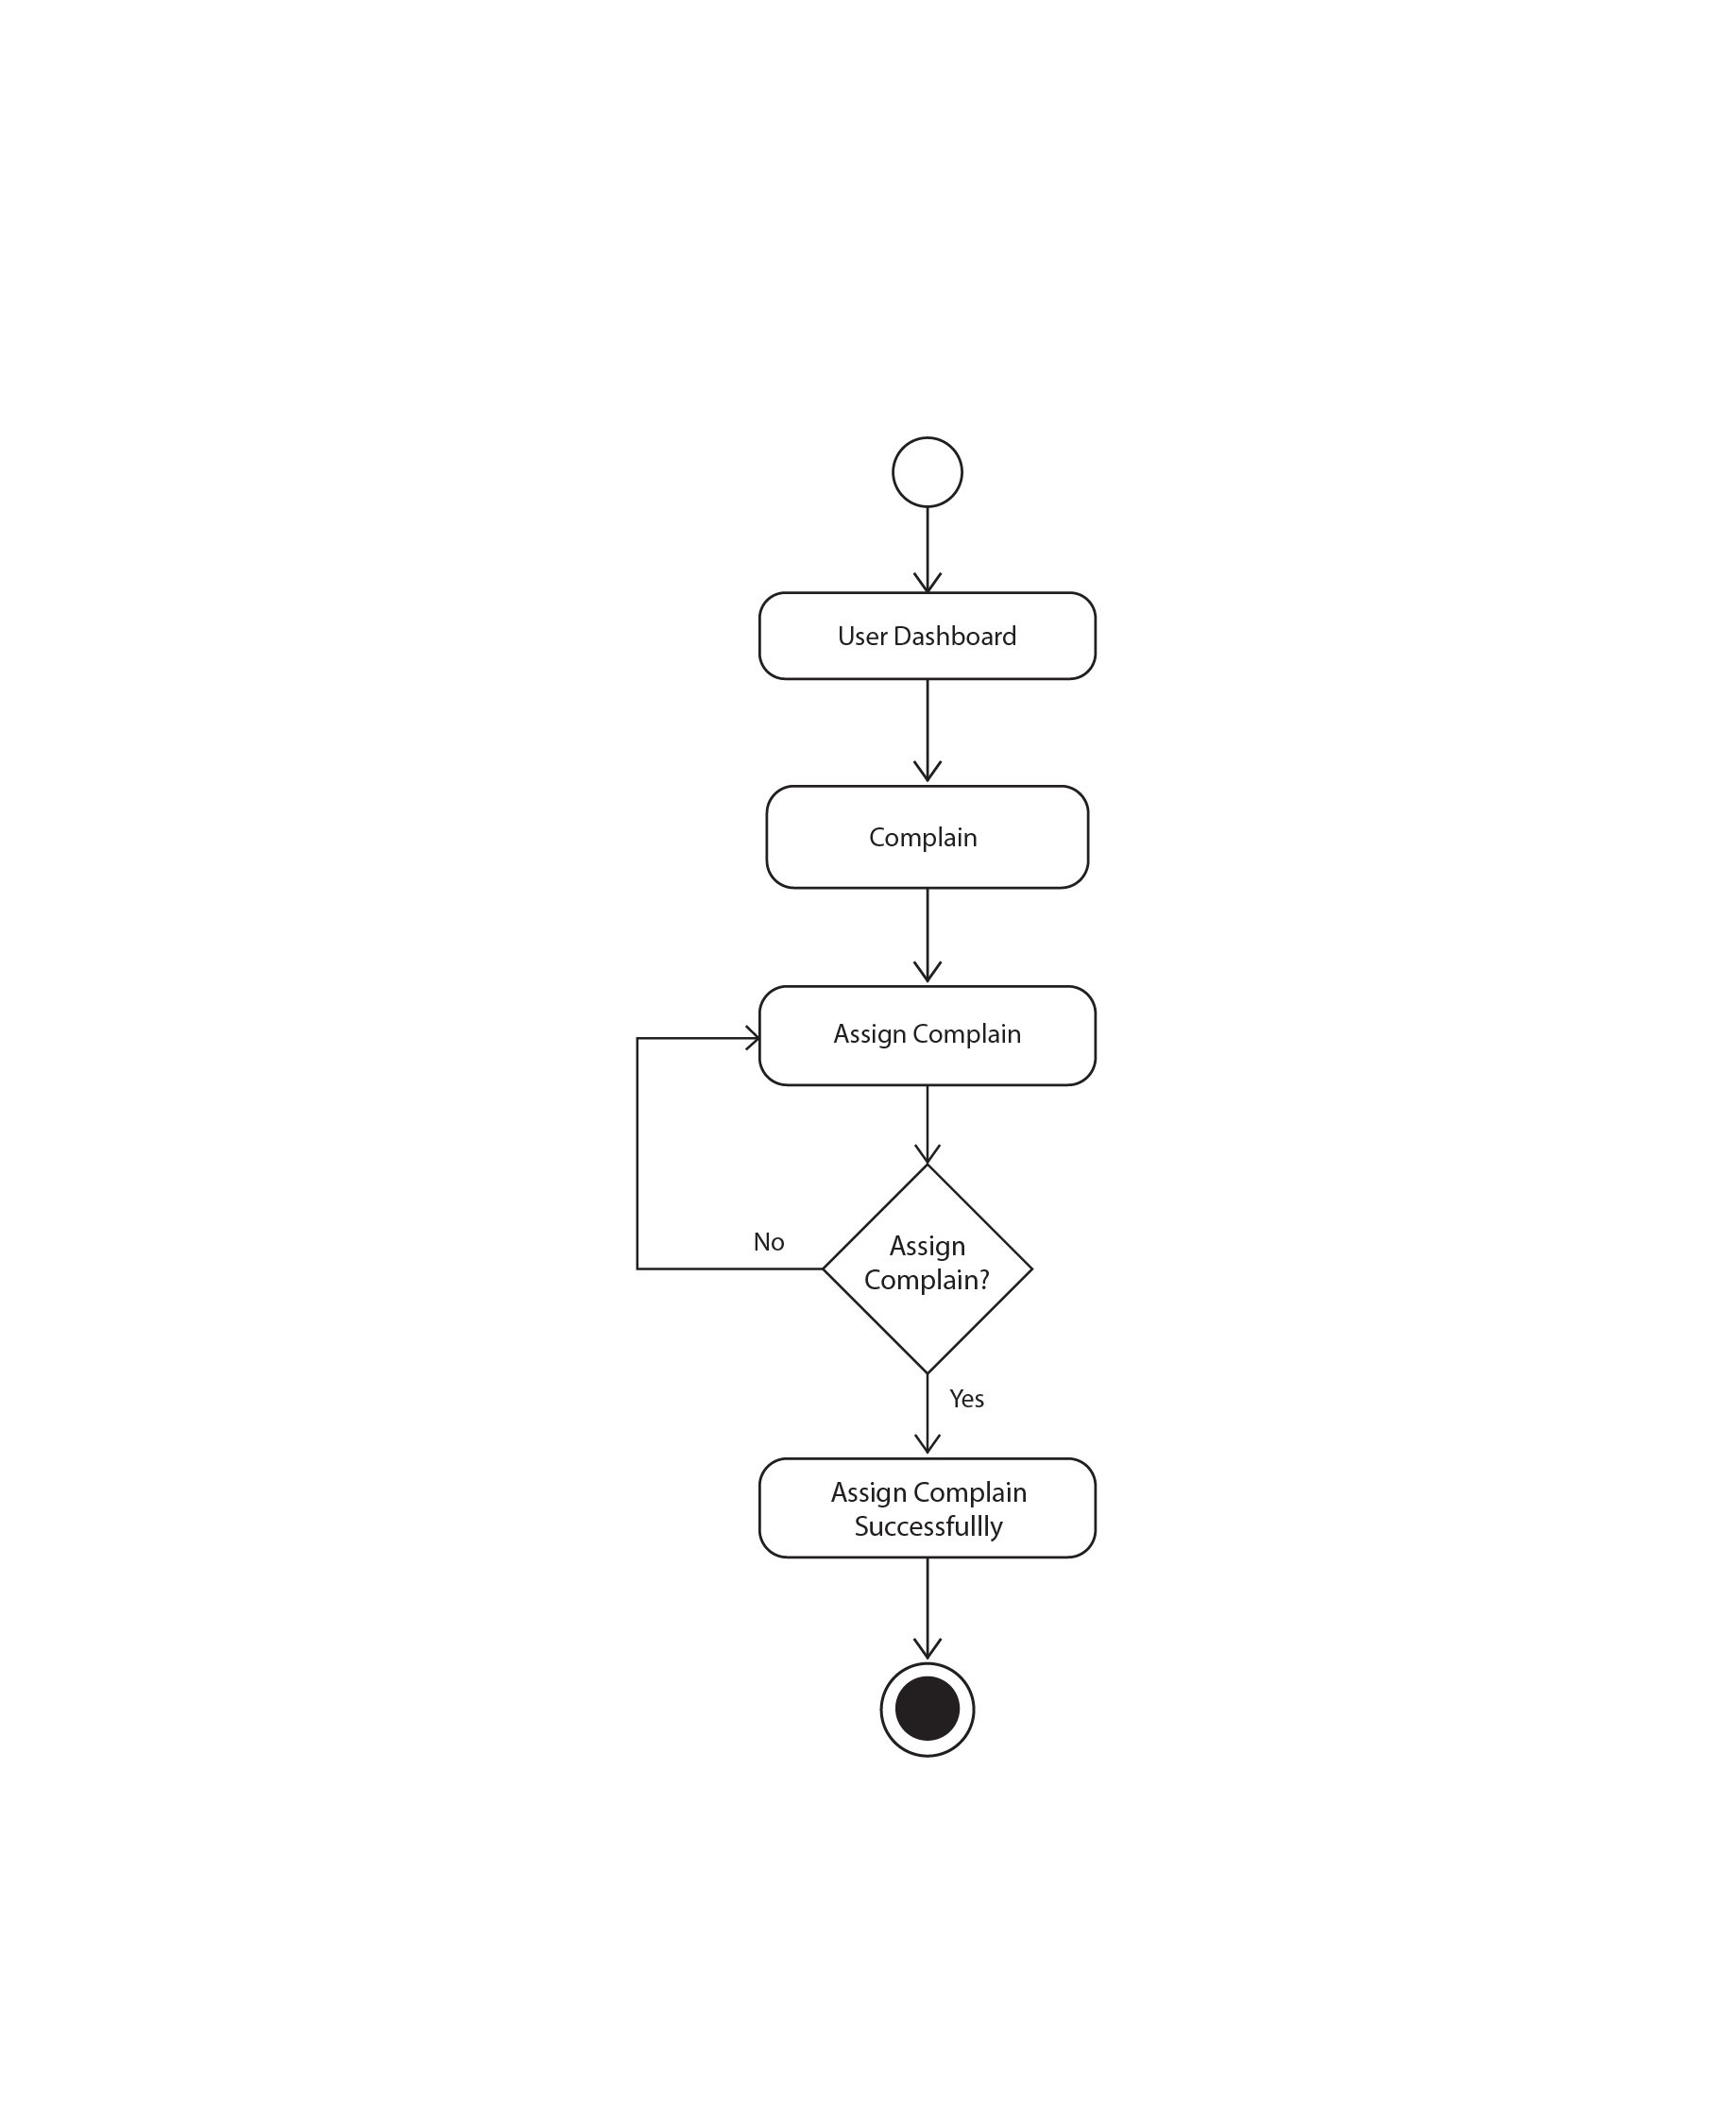 User Dashboard
Complain
Assign Complain
Assign
Complain?
No
Yes
Assign Complain
Successfullly